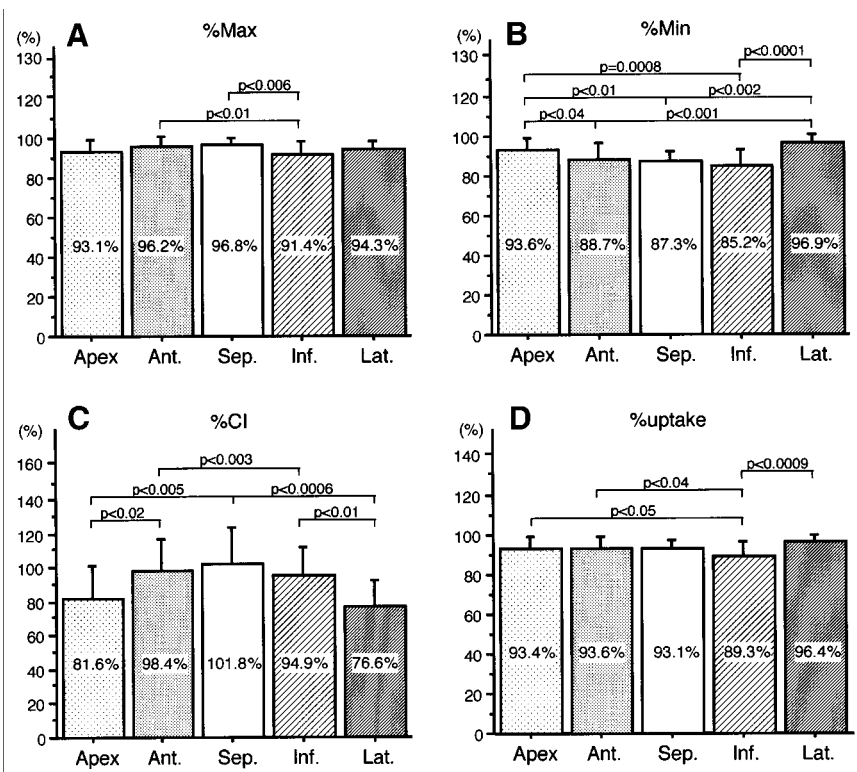 A %Max
(%)
130
120
100
80
60
40
20
0
p<0.006
p<0.01
93.1% 96.2% 96.8% 91.4% 94.3%
Apex Ant. Sep. Inf. Lat.
B %Min
(%)
130
120
100
80
60
40
20
0
p<0.0001
p=0.0008
p<0.01 p<0.002
p<0.04 p<0.001
93.6% 88.7% 87.3% 85.2% 96.9%
Apex Ant. Sep. Inf. Lat.
C %CI
(%)
160
140
120
100
80
60
40
20
0
p<0.003
p<0.005 p<0.0006
p<0.02 p<0.01
81.6% 98.4% 101.8% 94.9% 76.6%
Apex Ant. Sep. Inf. Lat.
D %uptake
(%)
140
120
100
80
60
40
20
0
p<0.0009
p<0.04
p<0.05
93.4% 93.6% 93.1% 89.3% 96.4%
Apex Ant. Sep. Inf. Lat.